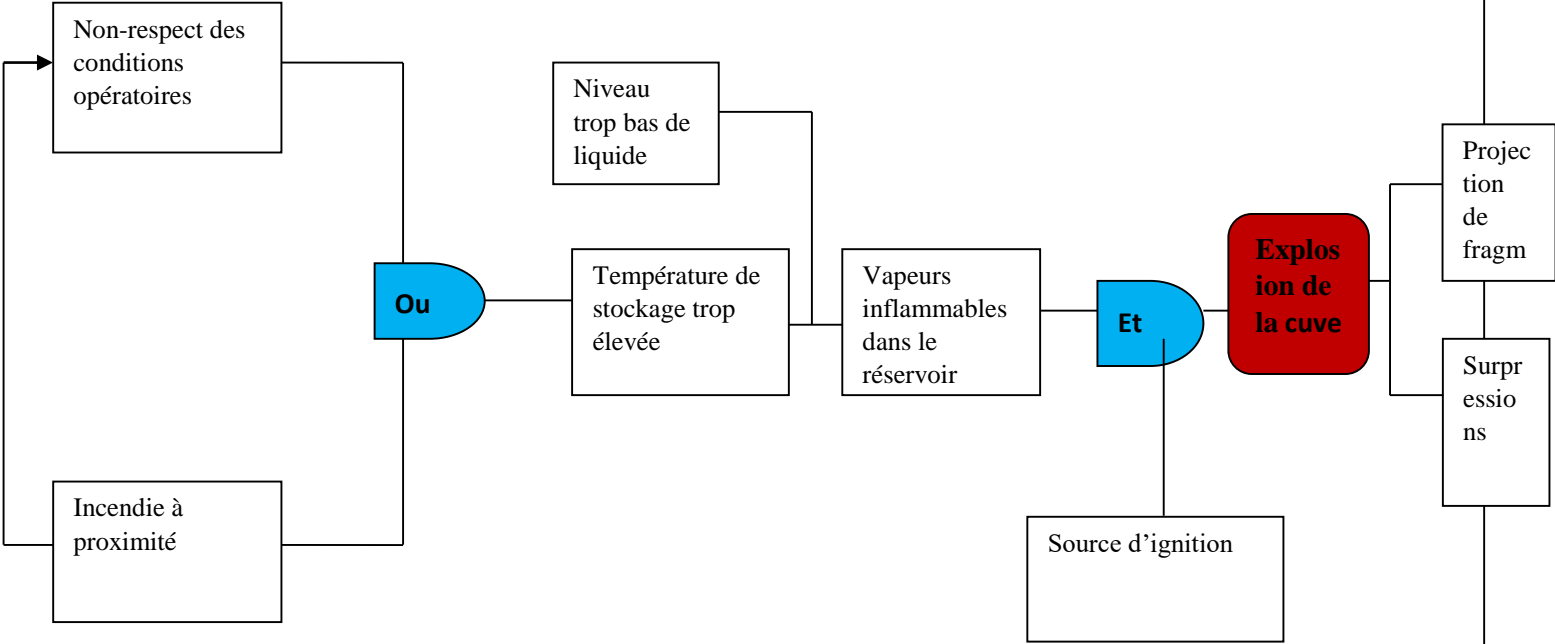 Non-respect des
conditions
opératoires
Niveau
trop bas de
liquide
Projec
tion
de
fragm
Ou
Température de
stockage trop
élevée
Vapeurs
inflammables
dans le
réservoir
Et
Explos
ion de
la cuve
Surpr
essio
ns
Incendie à
proximité
Source d’ignition